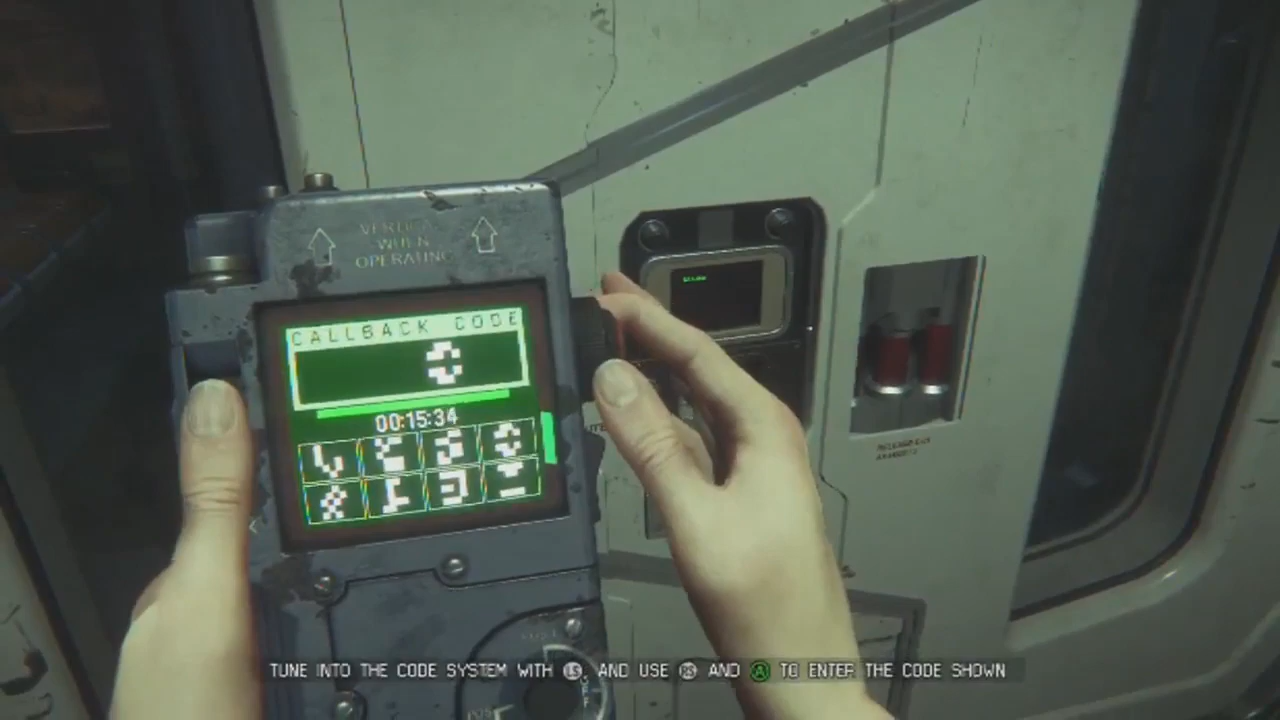 VERTICAL
WHEN
OPERATING
CALLBACK CODE
00:15:34
TUNE INTO THE CODE SYSTEM WITH LS AND USE RS AND A TO ENTER THE CODE SHOWN